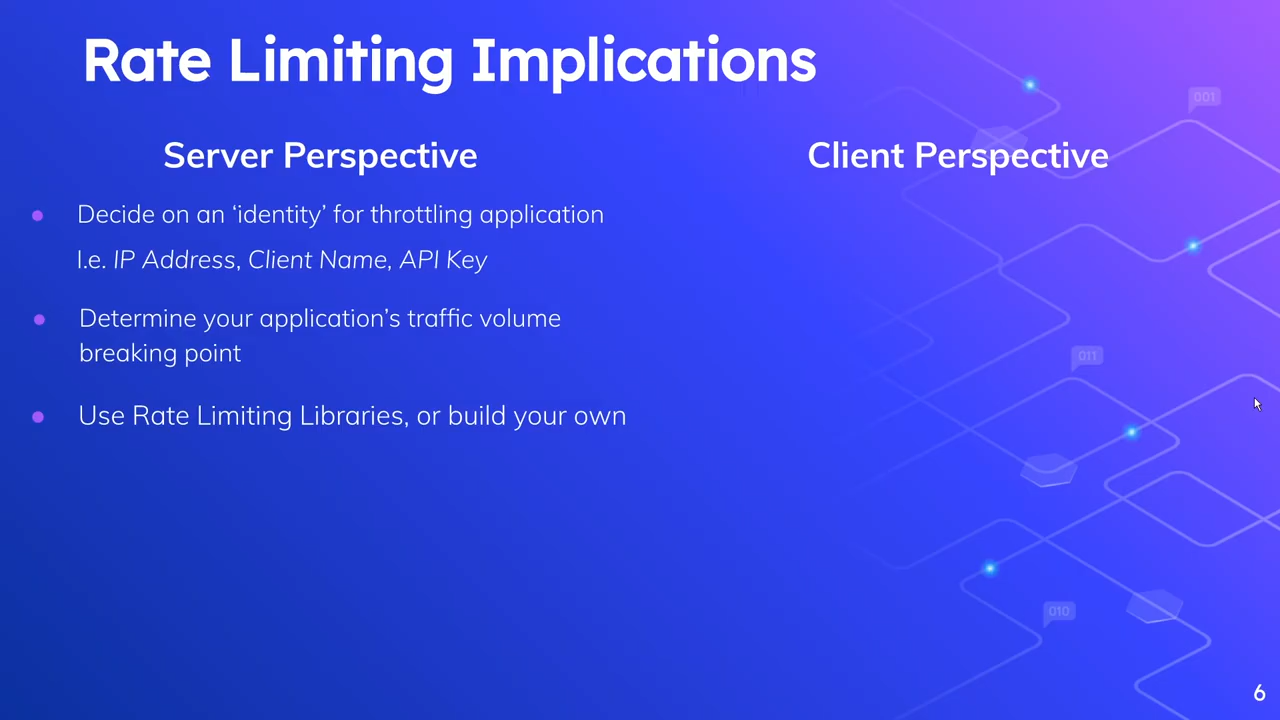 Rate Limiting Implications
Server Perspective
Decide on an ‘identity’ for throttling application
I.e. IP Address, Client Name, API Key
Determine your application’s traffic volume
breaking point
Use Rate Limiting Libraries, or build your own
Client Perspective
001
011
010
6